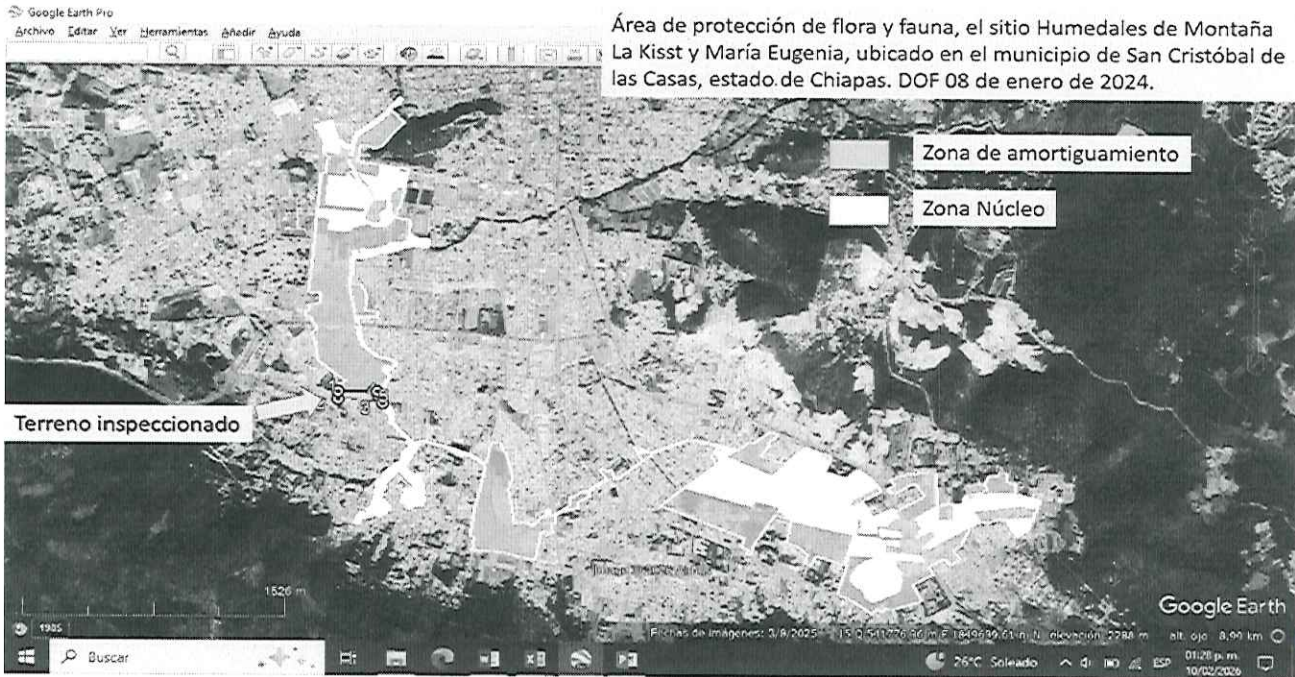 Google Earth Pro
Archivo Editar Ver Herramientas Añadir Ayuda
Área de protección de flora y fauna, el sitio Humedales de Montaña
La Kisst y María Eugenia, ubicado en el municipio de San Cristóbal de
las Casas, estado de Chiapas. DOF 08 de enero de 2024.
Zona de amortiguamiento
Zona Núcleo
Terreno inspeccionado
1526 m
Google Earth
1985
Fechas de imágenes: 3/8/2025 15 Q m E m N elevación 2288 m alt. ojo 8,99 km
Buscar
26°C Soleado
ESP
01:28 p. m.
10/02/2026